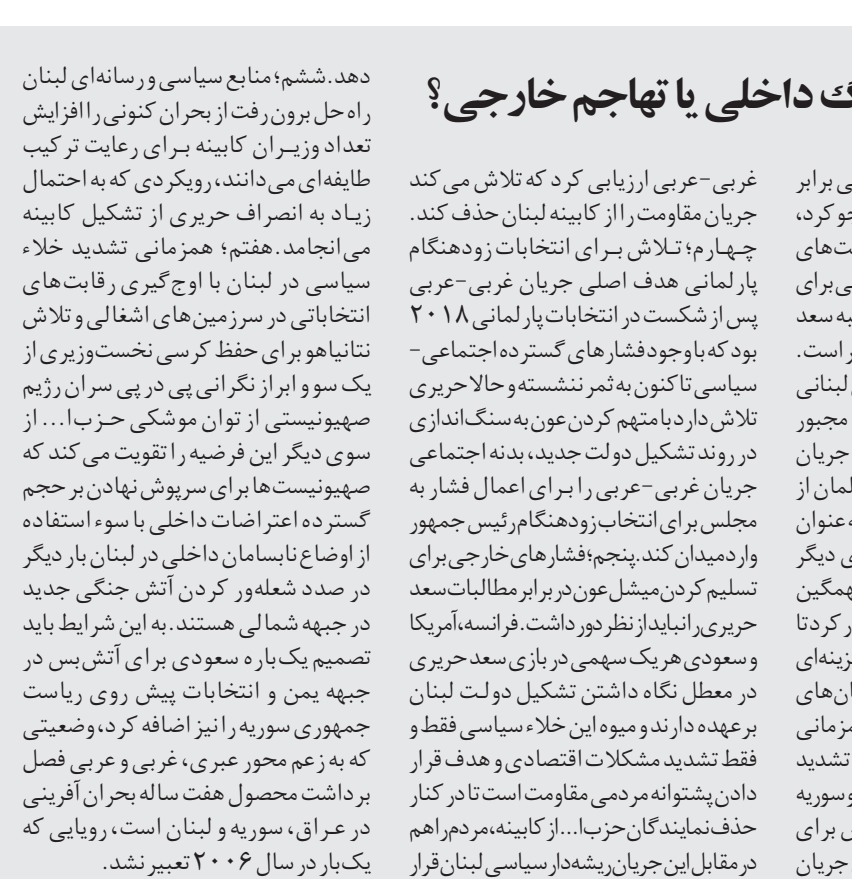 داخلی یا تهاجم خارجی؟
ی برابر
کرد،
ی برای
سعد
است.
لبنانی
مجبور
جریان
از
ی دیگر
تا
تشدید
برای
جریان
غربی-عربی ارزیابی کرد که تلاش می‌کند
جریان مقاومت را از کابینه لبنان حذف کند.
چهارم؛ تلاش برای انتخابات زودهنگام
پارلمانی هدف اصلی جریان غربی-عربی
پس از شکست در انتخابات پارلمانی ۲۰۱۸
بود که باوجود فشارهای گسترده اجتماعی-
سیاسی تاکنون به ثمر ننشسته و حالا حریری
تلاش دارد با متهم کردن عون به سنگ‌اندازی
در روند تشکیل دولت جدید، بدنه اجتماعی
جریان غربی-عربی را برای اعمال فشار به
مجلس برای انتخاب زودهنگام رئیس جمهور
وارد میدان کند. پنجم؛ فشارهای خارجی برای
تسلیم کردن میشل عون در برابر مطالبات سعد
حریری را نباید از نظر دور داشت. فرانسه، آمریکا
و سعودی هر یک سهمی در بازی سعد حریری
در معطل نگاه داشتن تشکیل دولت لبنان
برعهده دارند و میوه این خلاء سیاسی فقط و
فقط تشدید مشکلات اقتصادی و هدف قرار
دادن پشتوانه مردمی مقاومت است تا در کنار
حذف نمایندگان حزب‌ا... از کابینه، مردم را هم
در مقابل این جریان ریشه‌دار سیاسی لبنان قرار
دهد. ششم؛ منابع سیاسی و رسانه‌ای لبنان
راه حل برون رفت از بحران کنونی را افزایش
تعداد وزیران کابینه برای رعایت ترکیب
طایفه‌ای می‌دانند، رویکردی که به احتمال
زیاد به انصراف حریری از تشکیل کابینه
می‌انجامد. هفتم؛ همزمانی تشدید خلاء
سیاسی در لبنان با اوج‌گیری رقابت‌های
انتخاباتی در سرزمین‌های اشغالی و تلاش
نتانیاهو برای حفظ کرسی نخست‌وزیری از
یک سو و ابراز نگرانی پی در پی سران رژیم
صهیونیستی از توان موشکی حزب‌ا... از
سوی دیگر این فرضیه را تقویت می‌کند که
صهیونیست‌ها برای سرپوش نهادن بر حجم
گسترده اعتراضات داخلی با سوء استفاده
از اوضاع نابسامان داخلی در لبنان بار دیگر
در صدد شعله‌ور کردن آتش جنگی جدید
در جبهه شمالی هستند. به این شرایط باید
تصمیم یک‌باره سعودی برای آتش‌بس در
جبهه یمن و انتخابات پیش روی ریاست
جمهوری سوریه را نیز اضافه کرد، وضعیتی
که به زعم محور عبری، غربی و عربی فصل
برداشت محصول هفت ساله بحران آفرینی
در عراق، سوریه و لبنان است، رویایی که
یک‌بار در سال ۲۰۰۶ تعبیر نشد.